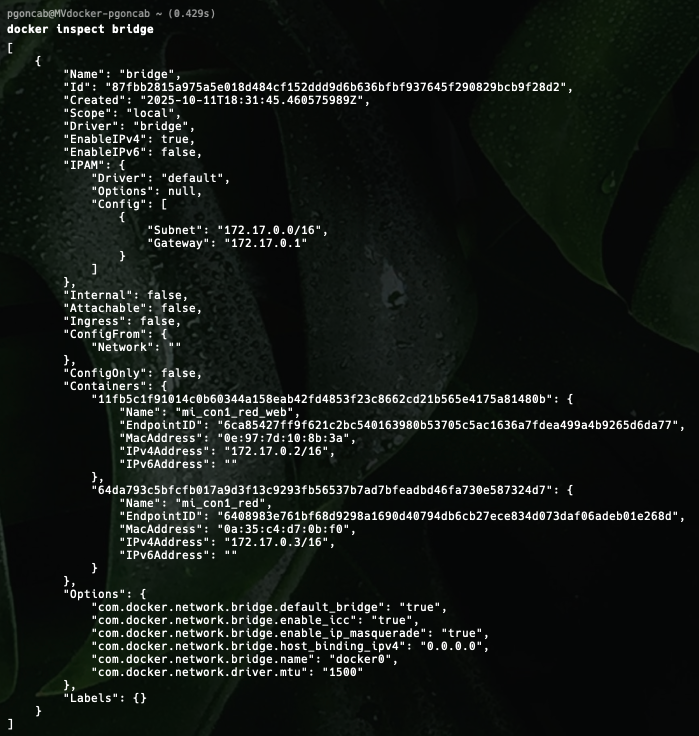 pgoncab@MVdocker-pgoncab ~ (0.429s)
docker inspect bridge
[
    {
        "Name": "bridge",
        "Id": "87fbb2815a975a5e018d484cf152ddd9d6b636bfbf937645f290829bcb9f28d2",
        "Created": "2025-10-11T18:31:45.460575989Z",
        "Scope": "local",
        "Driver": "bridge",
        "EnableIPv4": true,
        "EnableIPv6": false,
        "IPAM": {
            "Driver": "default",
            "Options": null,
            "Config": [
                {
                    "Subnet": "172.17.0.0/16",
                    "Gateway": "172.17.0.1"
                }
            ]
        },
        "Internal": false,
        "Attachable": false,
        "Ingress": false,
        "ConfigFrom": {
            "Network": ""
        },
        "ConfigOnly": false,
        "Containers": {
            "11fb5c1f91014c0b60344a158eab42fd4853f23c8662cd21b565e4175a81480b": {
                "Name": "mi_con1_red_web",
                "EndpointID": "6ca85427ff9f621c2bc540163980b53705c5ac1636a7fdea499a4b9265d6da77",
                "MacAddress": "0e:97:7d:10:8b:3a",
                "IPv4Address": "172.17.0.2/16",
                "IPv6Address": ""
            },
            "64da793c5bfcfb017a9d3f13c9293fb56537b7ad7bfeadbd46fa730e587324d7": {
                "Name": "mi_con1_red",
                "EndpointID": "6408983e761bf68d9298a1690d40794db6cb27ece834d073daf06adeb01e268d",
                "MacAddress": "0a:35:c4:d7:0b:f0",
                "IPv4Address": "172.17.0.3/16",
                "IPv6Address": ""
            }
        },
        "Options": {
            "com.docker.network.bridge.default_bridge": "true",
            "com.docker.network.bridge.enable_icc": "true",
            "com.docker.network.bridge.enable_ip_masquerade": "true",
            "com.docker.network.bridge.host_binding_ipv4": "0.0.0.0",
            "com.docker.network.bridge.name": "docker0",
            "com.docker.network.driver.mtu": "1500"
        },
        "Labels": {}
    }
]